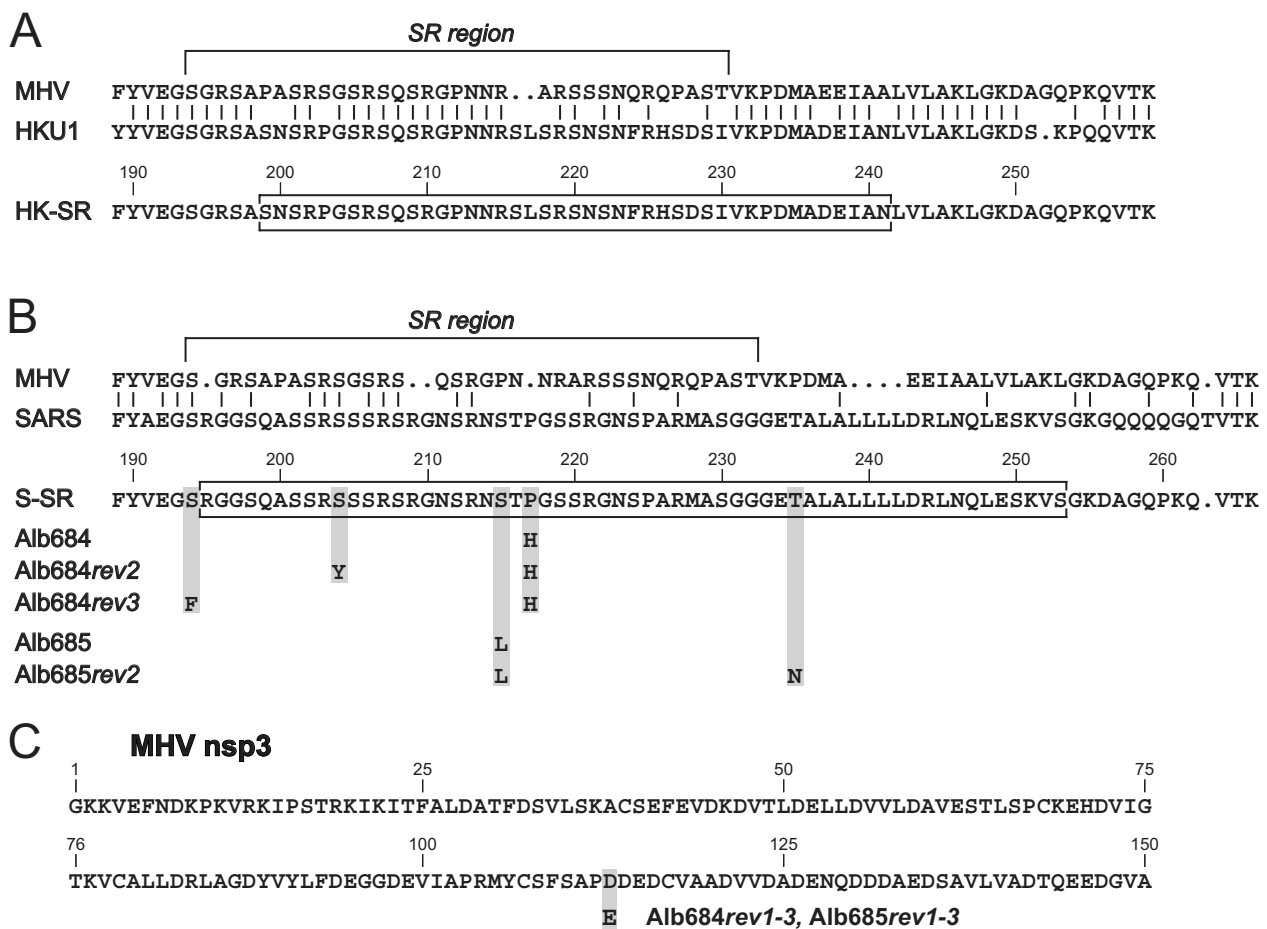 A
SR region
MHV FYVEGSGRSAPASRSGSRSQSRGPNNR..ARSSSNQRQPASTVKPDMAEEIAALVLAKLGKDAGQPKQVTK
HKU1 YYVEGSGRSASNSRPGSRSQSRGPNNRSLSRSNSNFRHSDSIVKPDMADEIANLVLAKLGKDS.KPQQVTK
190 200 210 220 230 240 250
HK-SR FYVEGSGRSASNSRPGSRSQSRGPNNRSLSRSNSNFRHSDSIVKPDMADEIANLVLAKLGKDAGQPKQVTK
B
SR region
MHV FYVEGS.GRSAPASRSGSRS..QSRGPN.NRARSSSNQRQPASTVKPDMA....EEIAALVLAKLGKDAGQPKQ.VTK
SARS FYAEGSRGGSQASSRSSSRSRGNSRNSTPGSSRGNSPARMASGGGETALALLLLDRLNQLESKVSGKGQQQQGQTVTK
190 200 210 220 230 240 250 260
S-SR FYVEGSRGGSQASSRSSSRSRGNSRNSTPGSSRGNSPARMASGGGETALALLLLDRLNQLESKVSGKDAGQPKQ.VTK
Alb684 H
Alb684rev2 Y H
Alb684rev3 F H
Alb685 L
Alb685rev2 L N
C
MHV nsp3
1 25 50 75
GKKVEFNDKPKVRKIPSTRKIKITFALDATFDSVLSKACSEFEVDKDVTLDELLDVVLDAVESTLSPCKEHDVIG
76 100 125 150
TKVCALLDRLAGDYVYLFDEGGDEVIAPRMYCSFSAPDDEDCVAADVVDADENQDDDAEDSAVLVADTQEEDGVA
E Alb684rev1-3, Alb685rev1-3